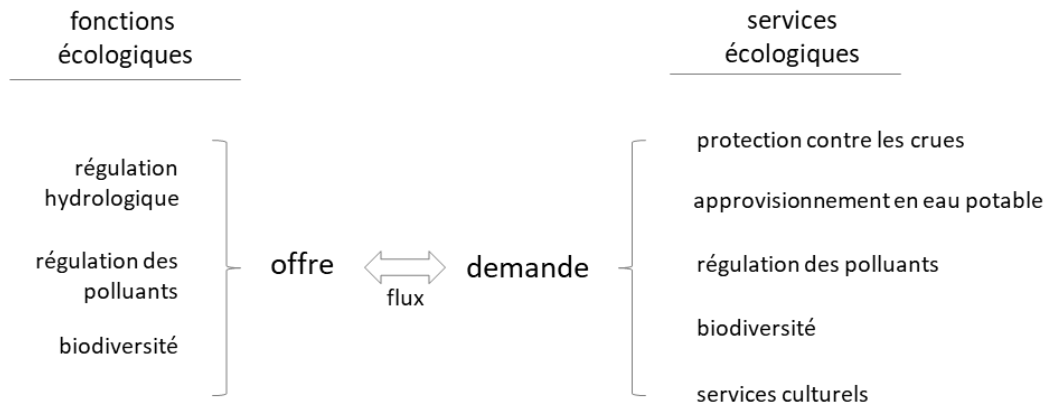 fonctions
écologiques
régulation
hydrologique
régulation des
polluants
biodiversité
offre
flux
demande
services
écologiques
protection contre les crues
approvisionnement en eau potable
régulation des polluants
biodiversité
services culturels